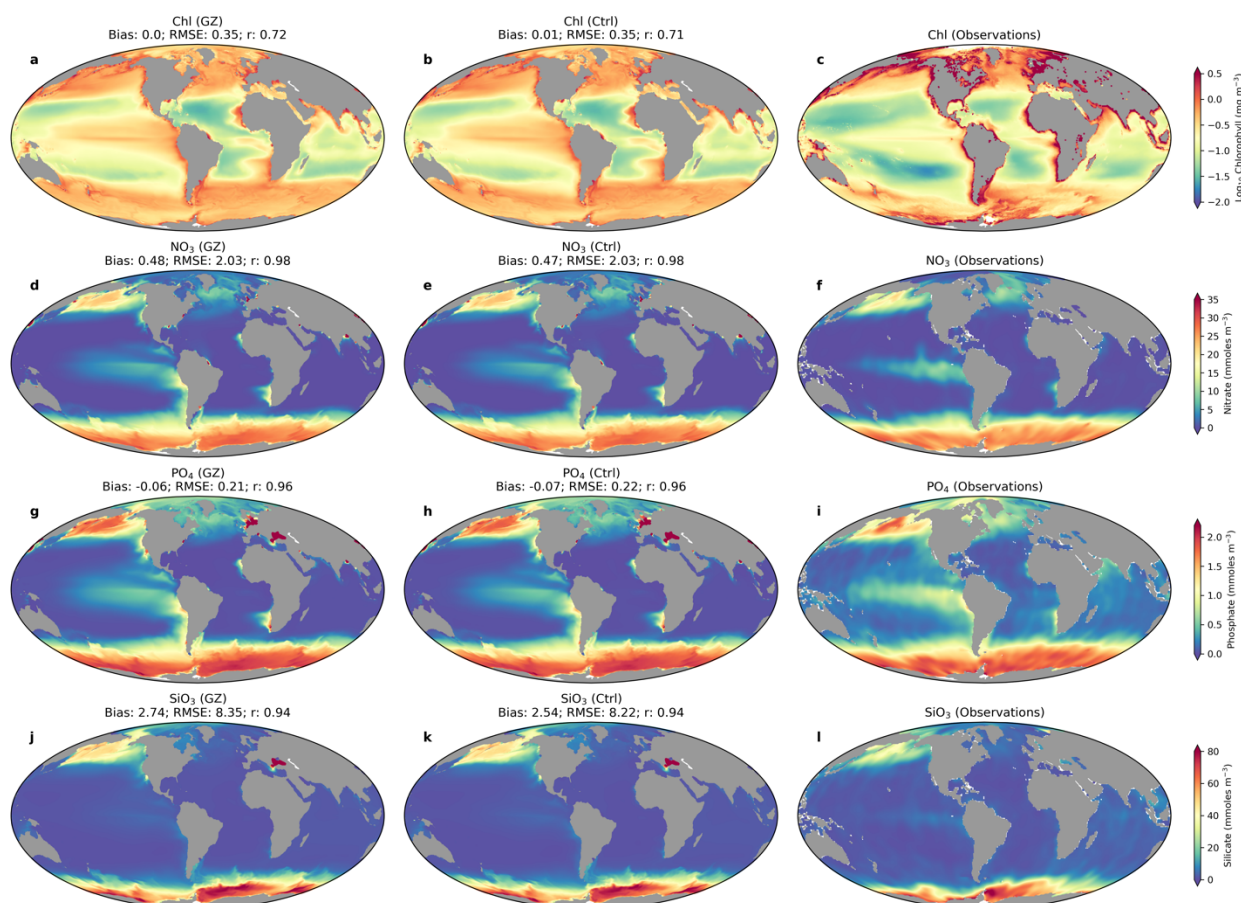 Chl (GZ)
Bias: 0.0; RMSE: 0.35; r: 0.72
Chl (Ctrl)
Bias: 0.01; RMSE: 0.35; r: 0.71
Chl (Observations)
a
b
c
0.5
0.0
−0.5
−1.0
−1.5
−2.0
Log₁₀ Chlorophyll (mg m⁻³)
NO₃ (GZ)
Bias: 0.48; RMSE: 2.03; r: 0.98
NO₃ (Ctrl)
Bias: 0.47; RMSE: 2.03; r: 0.98
NO₃ (Observations)
d
e
f
35
30
25
20
15
10
5
0
Nitrate (mmoles m⁻³)
PO₄ (GZ)
Bias: -0.06; RMSE: 0.21; r: 0.96
PO₄ (Ctrl)
Bias: -0.07; RMSE: 0.22; r: 0.96
PO₄ (Observations)
g
h
i
2.0
1.5
1.0
0.5
0.0
Phosphate (mmoles m⁻³)
SiO₃ (GZ)
Bias: 2.74; RMSE: 8.35; r: 0.94
SiO₃ (Ctrl)
Bias: 2.54; RMSE: 8.22; r: 0.94
SiO₃ (Observations)
j
k
l
80
60
40
20
0
Silicate (mmoles m⁻³)